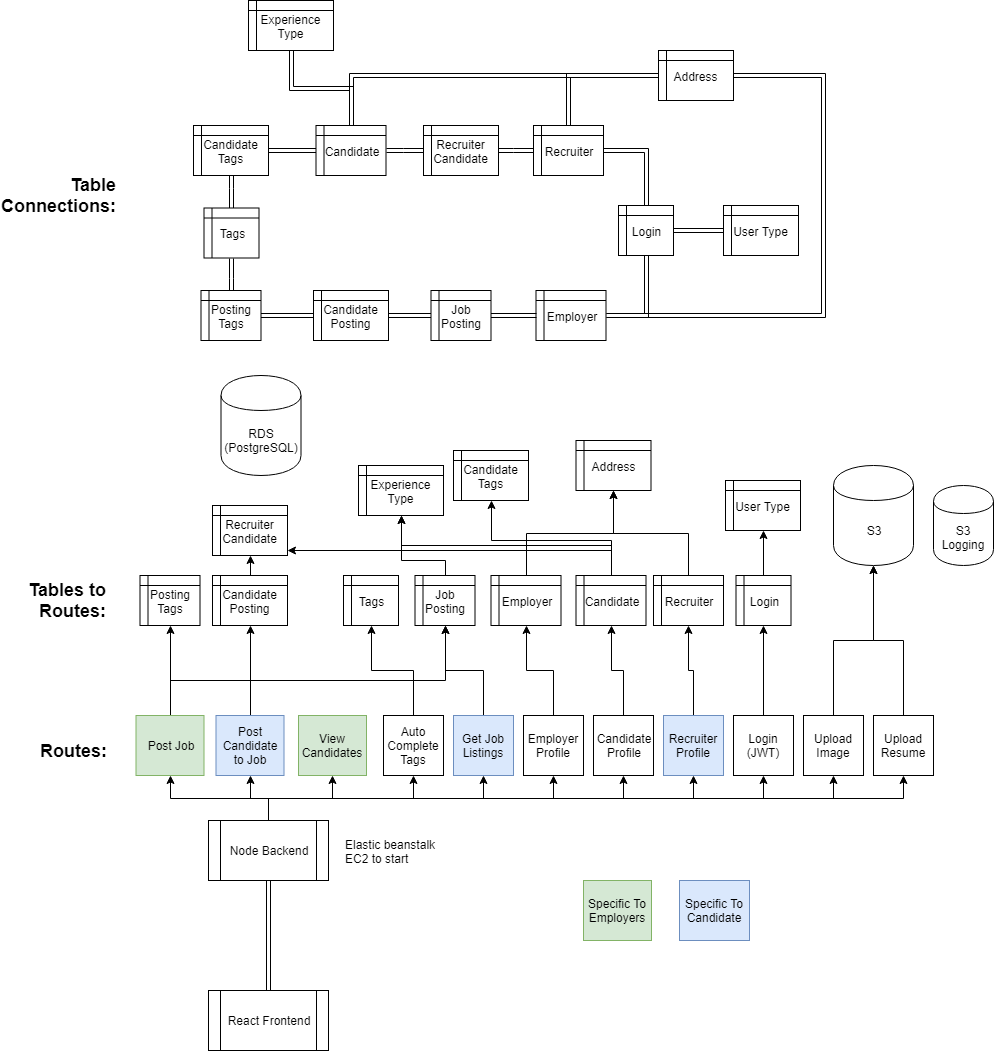 Experience
Type
Address
Candidate
Tags
Candidate
Recruiter
Candidate
Recruiter
Table
Connections:
Tags
Login
User Type
Posting
Tags
Candidate
Posting
Job
Posting
Employer
RDS
(PostgreSQL)
Experience
Type
Candidate
Tags
Address
User Type
S3
S3
Logging
Recruiter
Candidate
Tables to
Routes:
Posting
Tags
Candidate
Posting
Tags
Job
Posting
Employer
Candidate
Recruiter
Login
Routes:
Post Job
Post
Candidate
to Job
View
Candidates
Auto
Complete
Tags
Get Job
Listings
Employer
Profile
Candidate
Profile
Recruiter
Profile
Login
(JWT)
Upload
Image
Upload
Resume
Node Backend
Elastic beanstalk
EC2 to start
Specific To
Employers
Specific To
Candidate
React Frontend